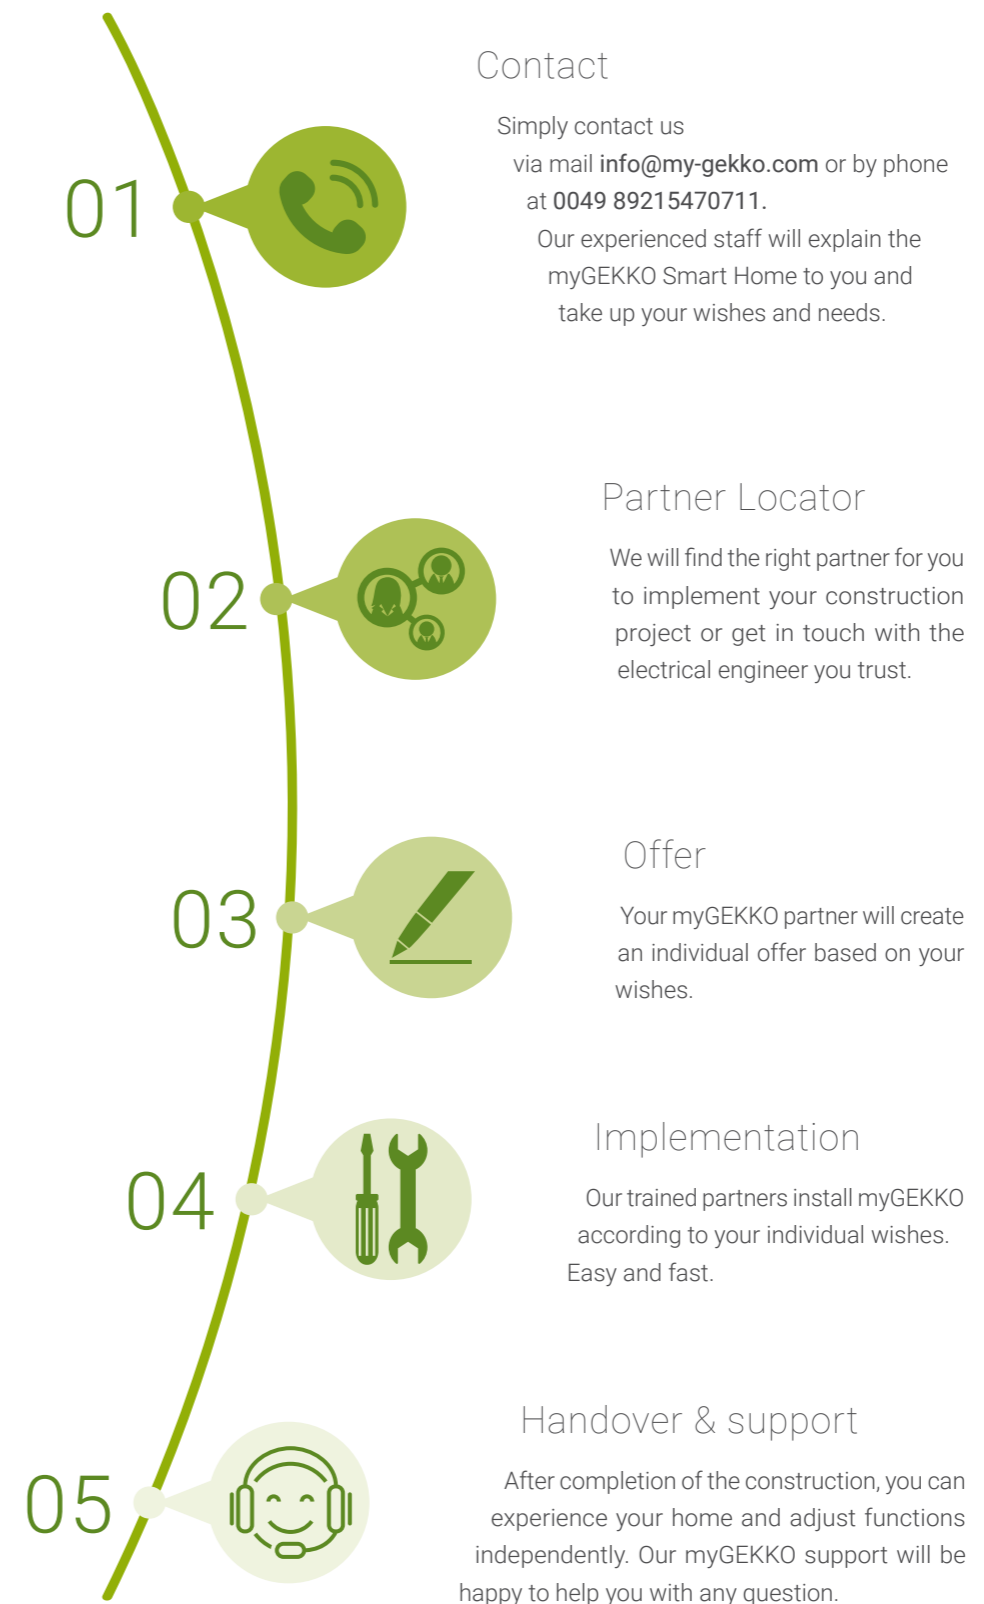 01
Contact
Simply contact us
via mail info@my-gekko.com or by phone
at 0049 89215470711.
Our experienced staff will explain the
myGEKKO Smart Home to you and
take up your wishes and needs.
02
Partner Locator
We will find the right partner for you
to implement your construction
project or get in touch with the
electrical engineer you trust.
03
Offer
Your myGEKKO partner will create
an individual offer based on your
wishes.
04
Implementation
Our trained partners install myGEKKO
according to your individual wishes.
Easy and fast.
05
Handover & support
After completion of the construction, you can
experience your home and adjust functions
independently. Our myGEKKO support will be
happy to help you with any question.